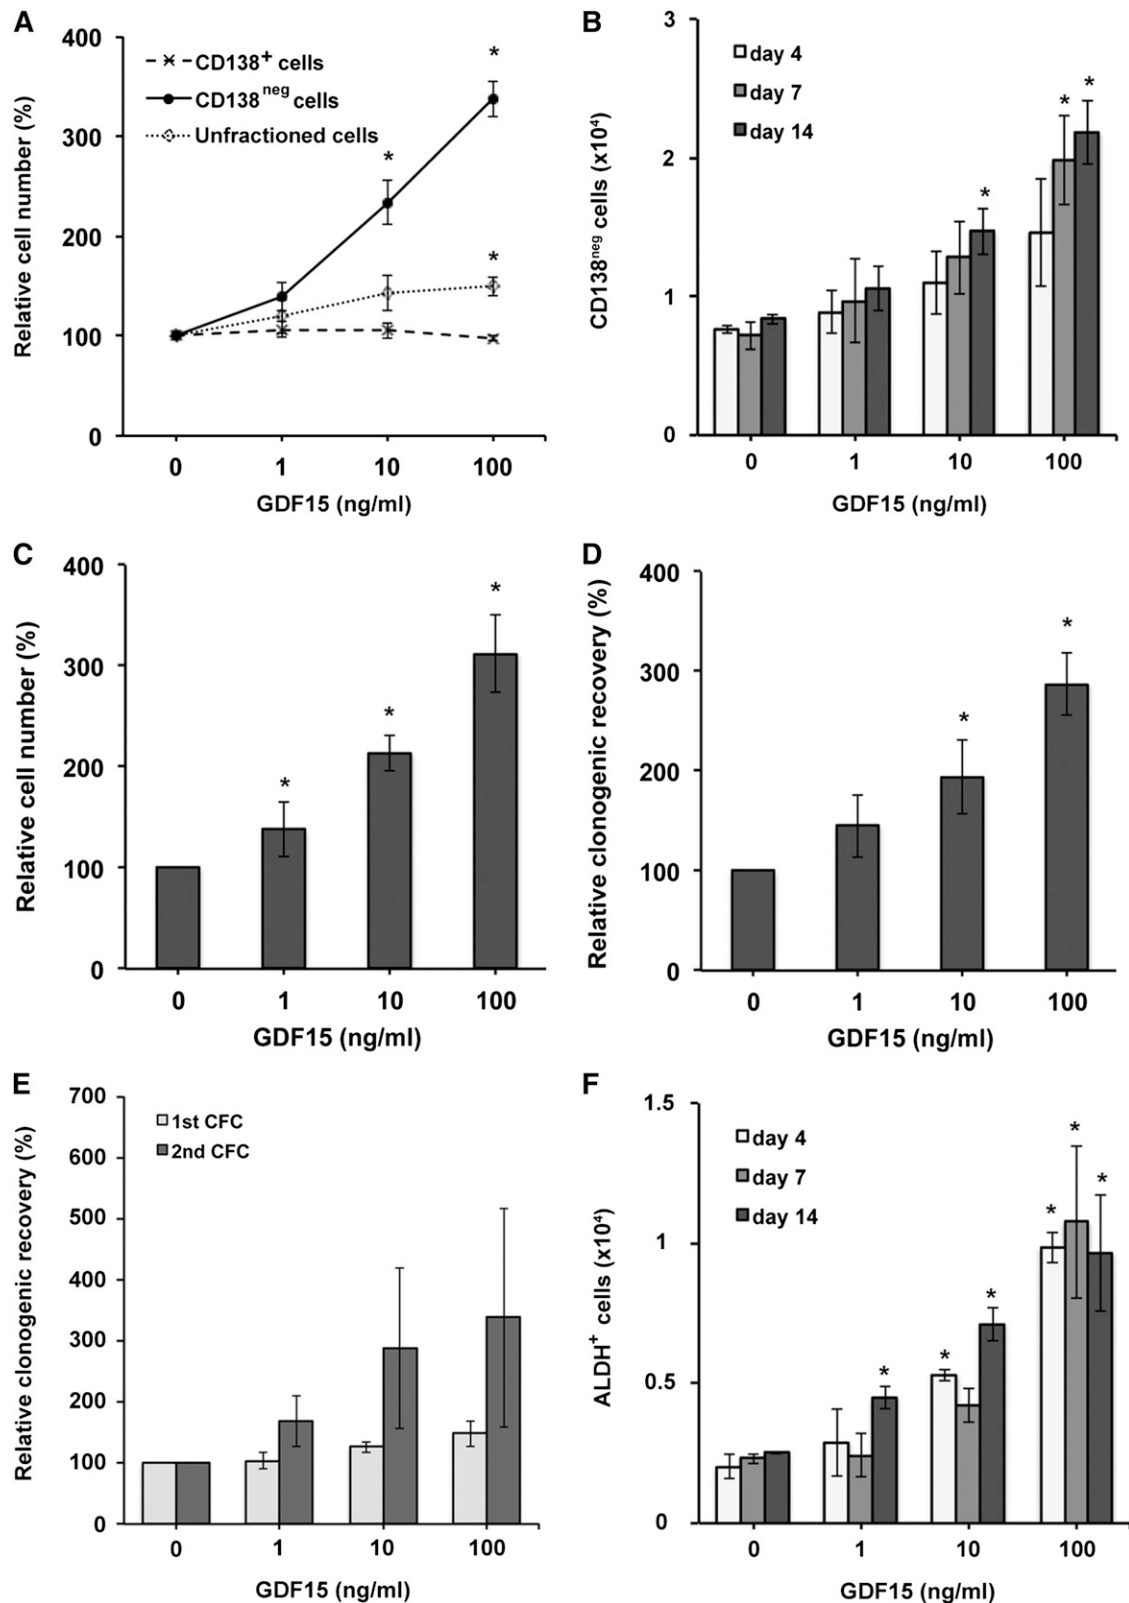 A
400
300
200
100
0
Relative cell number (%)
CD138+ cells
CD138neg cells
Unfractioned cells
*
*
*
0 1 10 100
GDF15 (ng/ml)
B
3
2
1
0
CD138neg cells (x10⁴)
day 4
day 7
day 14
*
* *
0 1 10 100
GDF15 (ng/ml)
C
400
300
200
100
0
Relative cell number (%)
*
*
*
0 1 10 100
GDF15 (ng/ml)
D
400
300
200
100
0
Relative clonogenic recovery (%)
*
*
0 1 10 100
GDF15 (ng/ml)
E
700
600
500
400
300
200
100
0
Relative clonogenic recovery (%)
1st CFC
2nd CFC
0 1 10 100
GDF15 (ng/ml)
F
1.5
1
0.5
0
ALDH+ cells (x10⁴)
day 4
day 7
day 14
*
* *
* * *
0 1 10 100
GDF15 (ng/ml)